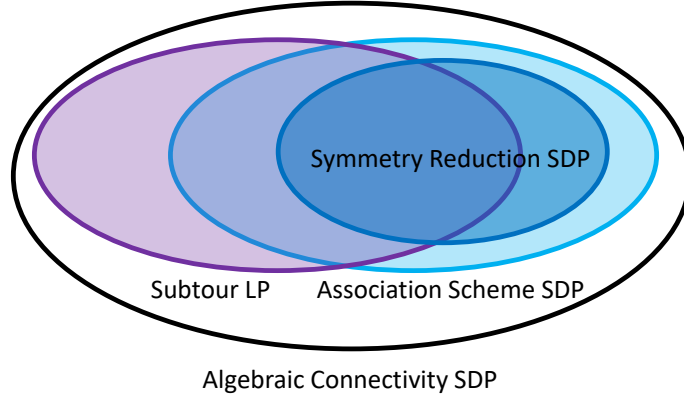 Symmetry Reduction SDP
Subtour LP
Association Scheme SDP
Algebraic Connectivity SDP